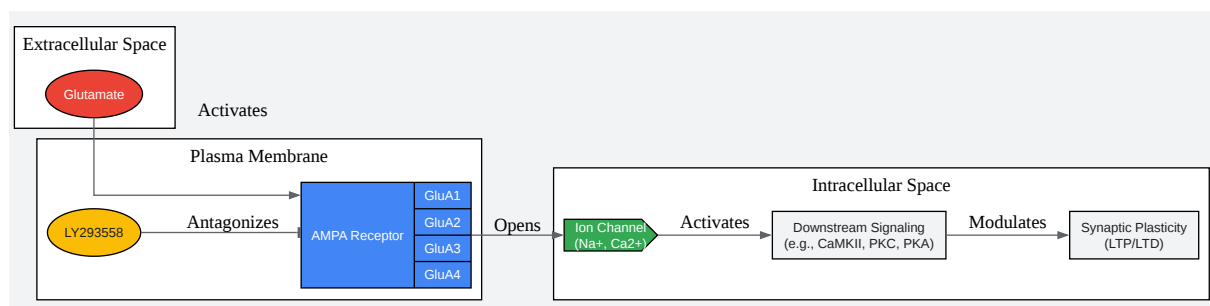 Extracellular Space
Glutamate
Activates
Plasma Membrane
LY293558
Antagonizes
AMPA Receptor
GluA1
GluA2
GluA3
GluA4
Opens
Intracellular Space
Ion Channel
(Na+, Ca2+)
Activates
Downstream Signaling
(e.g., CaMKII, PKC, PKA)
Modulates
Synaptic Plasticity
(LTP/LTD)